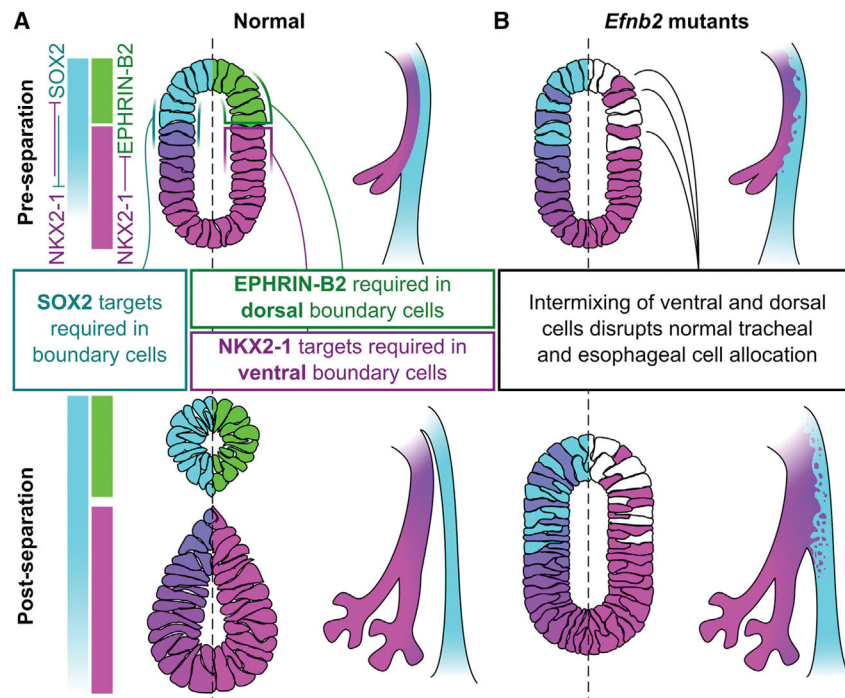 A
Normal
B
Efnb2 mutants
Pre-separation
NKX2-1 SOX2
NKX2-1 EPHRIN-B2
SOX2 targets
required in
boundary cells
EPHRIN-B2 required in
dorsal boundary cells
NKX2-1 targets required in
ventral boundary cells
Intermixing of ventral and dorsal
cells disrupts normal tracheal
and esophageal cell allocation
Post-separation